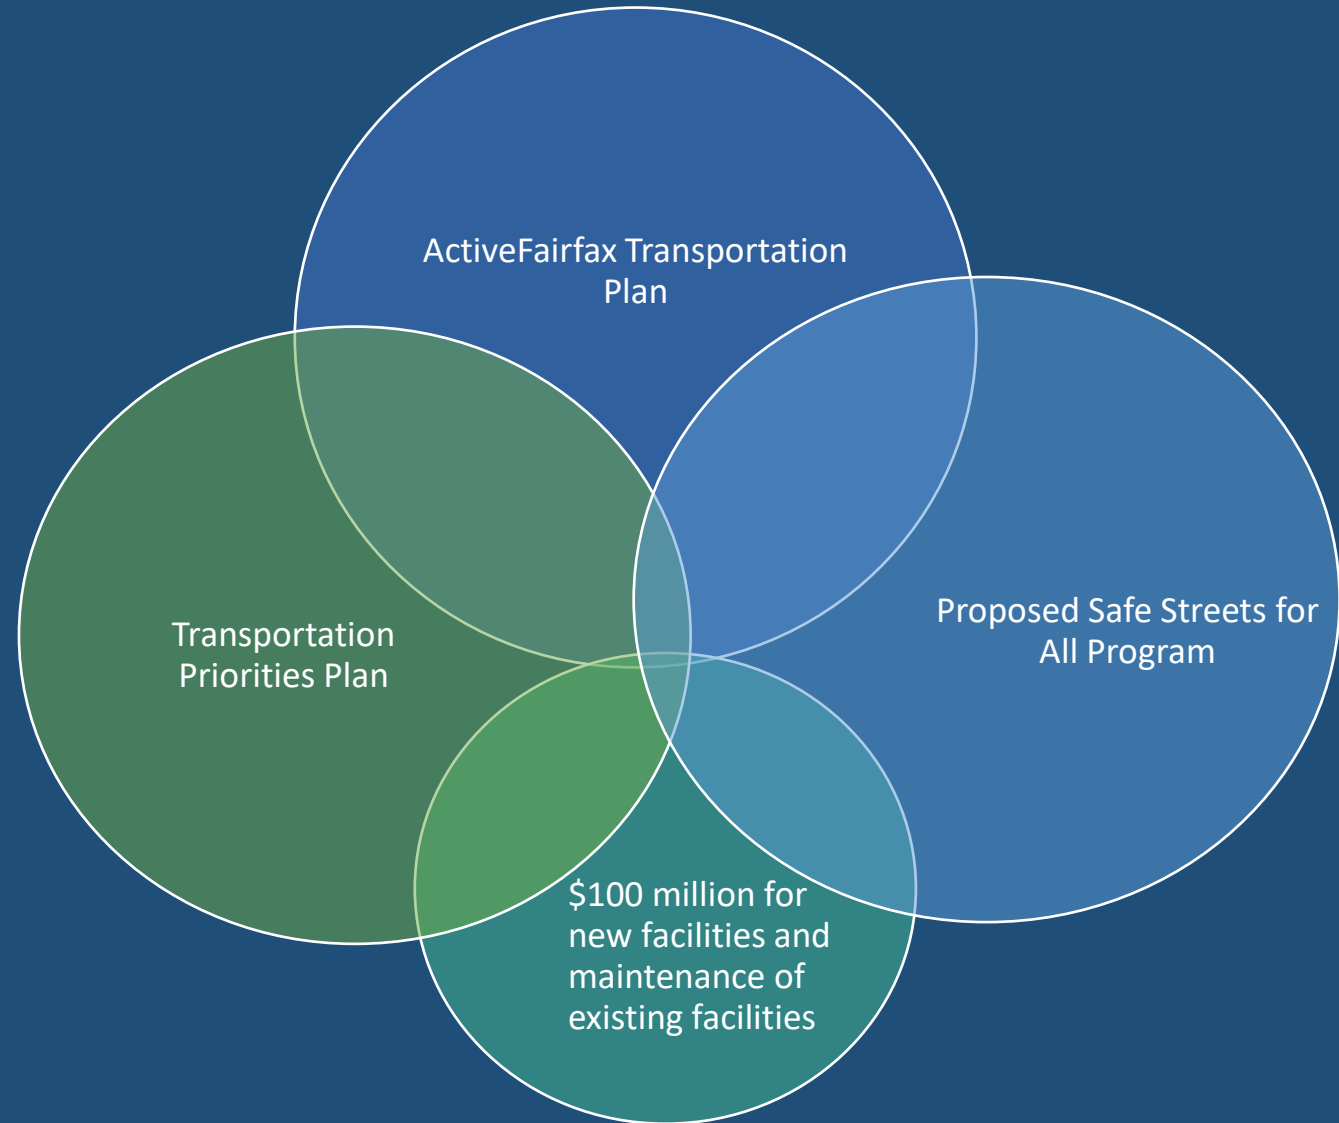 ActiveFairfax Transportation
Plan
Transportation
Priorities Plan
Proposed Safe Streets for
All Program
$100 million for
new facilities and
maintenance of
existing facilities